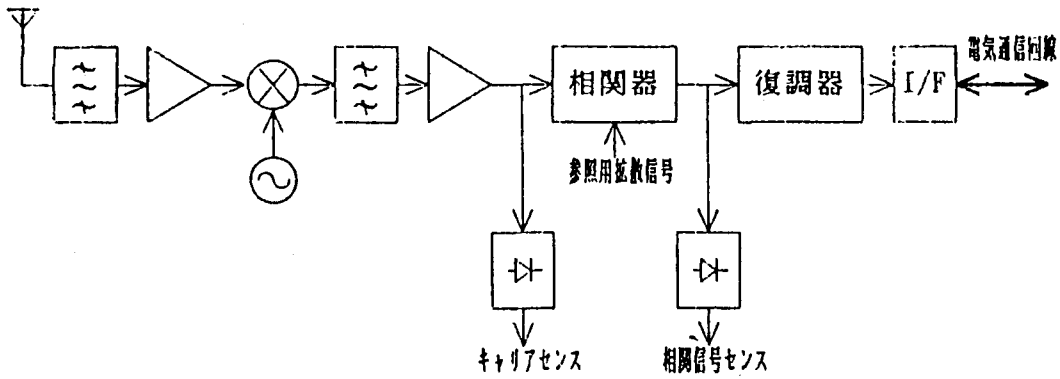 電気通信回線
相関器
復調器
I/F
参照用拡散信号
キャリアセンス
相関信号センス